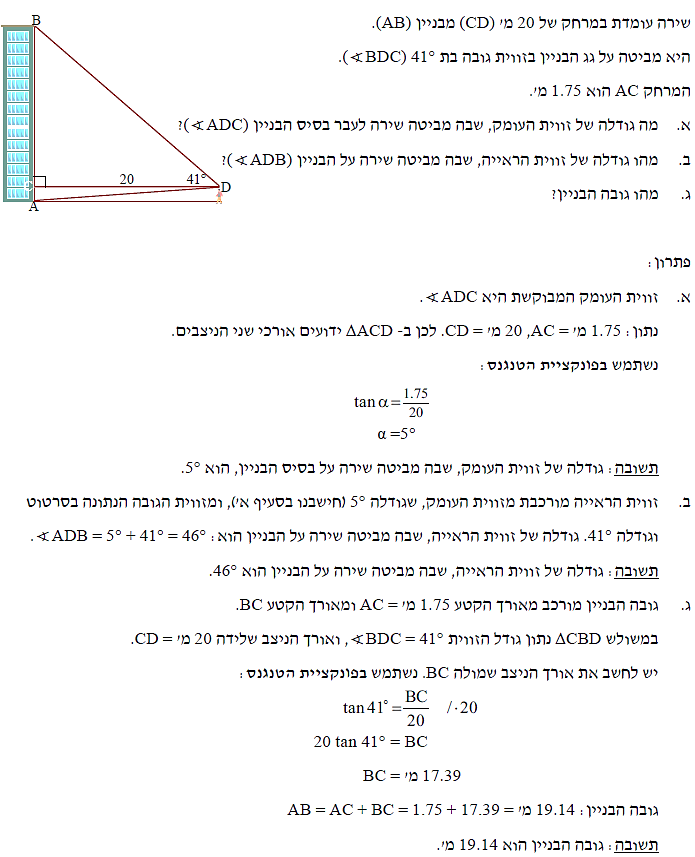 שירה עומדת במרחק של 20 מ' (CD) מבניין (AB).
היא מביטה על גג הבניין בזווית גובה בת 41° (∢BDC).
המרחק AC הוא 1.75 מ'.
א. מה גודלה של זווית העומק, שבה מביטה שירה לעבר בסיס הבניין (∢ADC)?
ב. מהו גודלה של זווית הראייה, שבה מביטה שירה על הבניין (∢ADB)?
ג. מהו גובה הבניין?
B
20
41°
D
A
פתרון:
א. זווית העומק המבוקשת היא ∢ADC.
נתון: 1.75 מ' = AC, 20 מ' = CD. לכן ב- ΔACD ידועים אורכי שני הניצבים.
נשתמש בפונקציית הטנגנס:
tan α = 1.75/20
α =5°
תשובה: גודלה של זווית העומק, שבה מביטה שירה על בסיס הבניין, הוא 5°.
ב. זווית הראייה מורכבת מזווית העומק, שגודלה 5° (חישבנו בסעיף א'), ומזווית הגובה הנתונה בסרטוט
וגודלה 41°. גודלה של זווית הראייה, שבה מביטה שירה על הבניין הוא: ∢ADB = 5° + 41° = 46°.
תשובה: גודלה של זווית הראייה, שבה מביטה שירה על הבניין הוא 46°.
ג. גובה הבניין מורכב מאורך הקטע 1.75 מ' = AC ומאורך הקטע BC.
במשולש ΔCBD נתון גודל הזווית ∢BDC = 41°, ואורך הניצב שלידה 20 מ' = CD.
יש לחשב את אורך הניצב שמולה BC. נשתמש בפונקציית הטנגנס:
tan 41° = BC/20 /·20
20 tan 41° = BC
17.39 מ' = BC
גובה הבניין: 19.14 מ' = AB = AC + BC = 1.75 + 17.39
תשובה: גובה הבניין הוא 19.14 מ'.